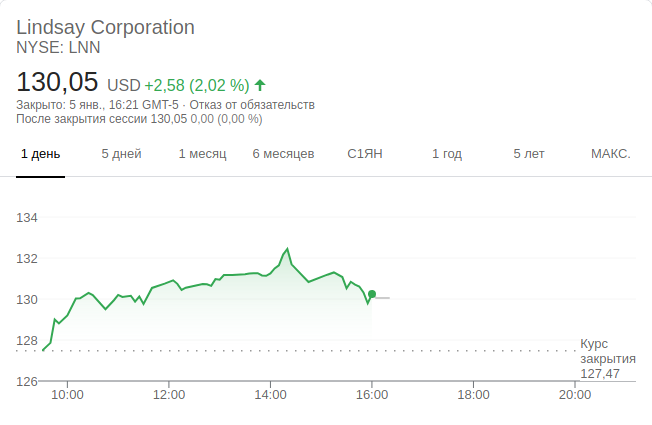 Lindsay Corporation
NYSE: LNN
130,05 USD +2,58 (2,02 %)
Закрыто: 5 янв., 16:21 GMT-5 · Отказ от обязательств
После закрытия сессии 130,05 0,00 (0,00 %)
1 день 5 дней 1 месяц 6 месяцев С1ЯН 1 год 5 лет МАКС.
134
132
130
128
Курс
закрытия
127,47
126
10:00 12:00 14:00 16:00 18:00 20:00